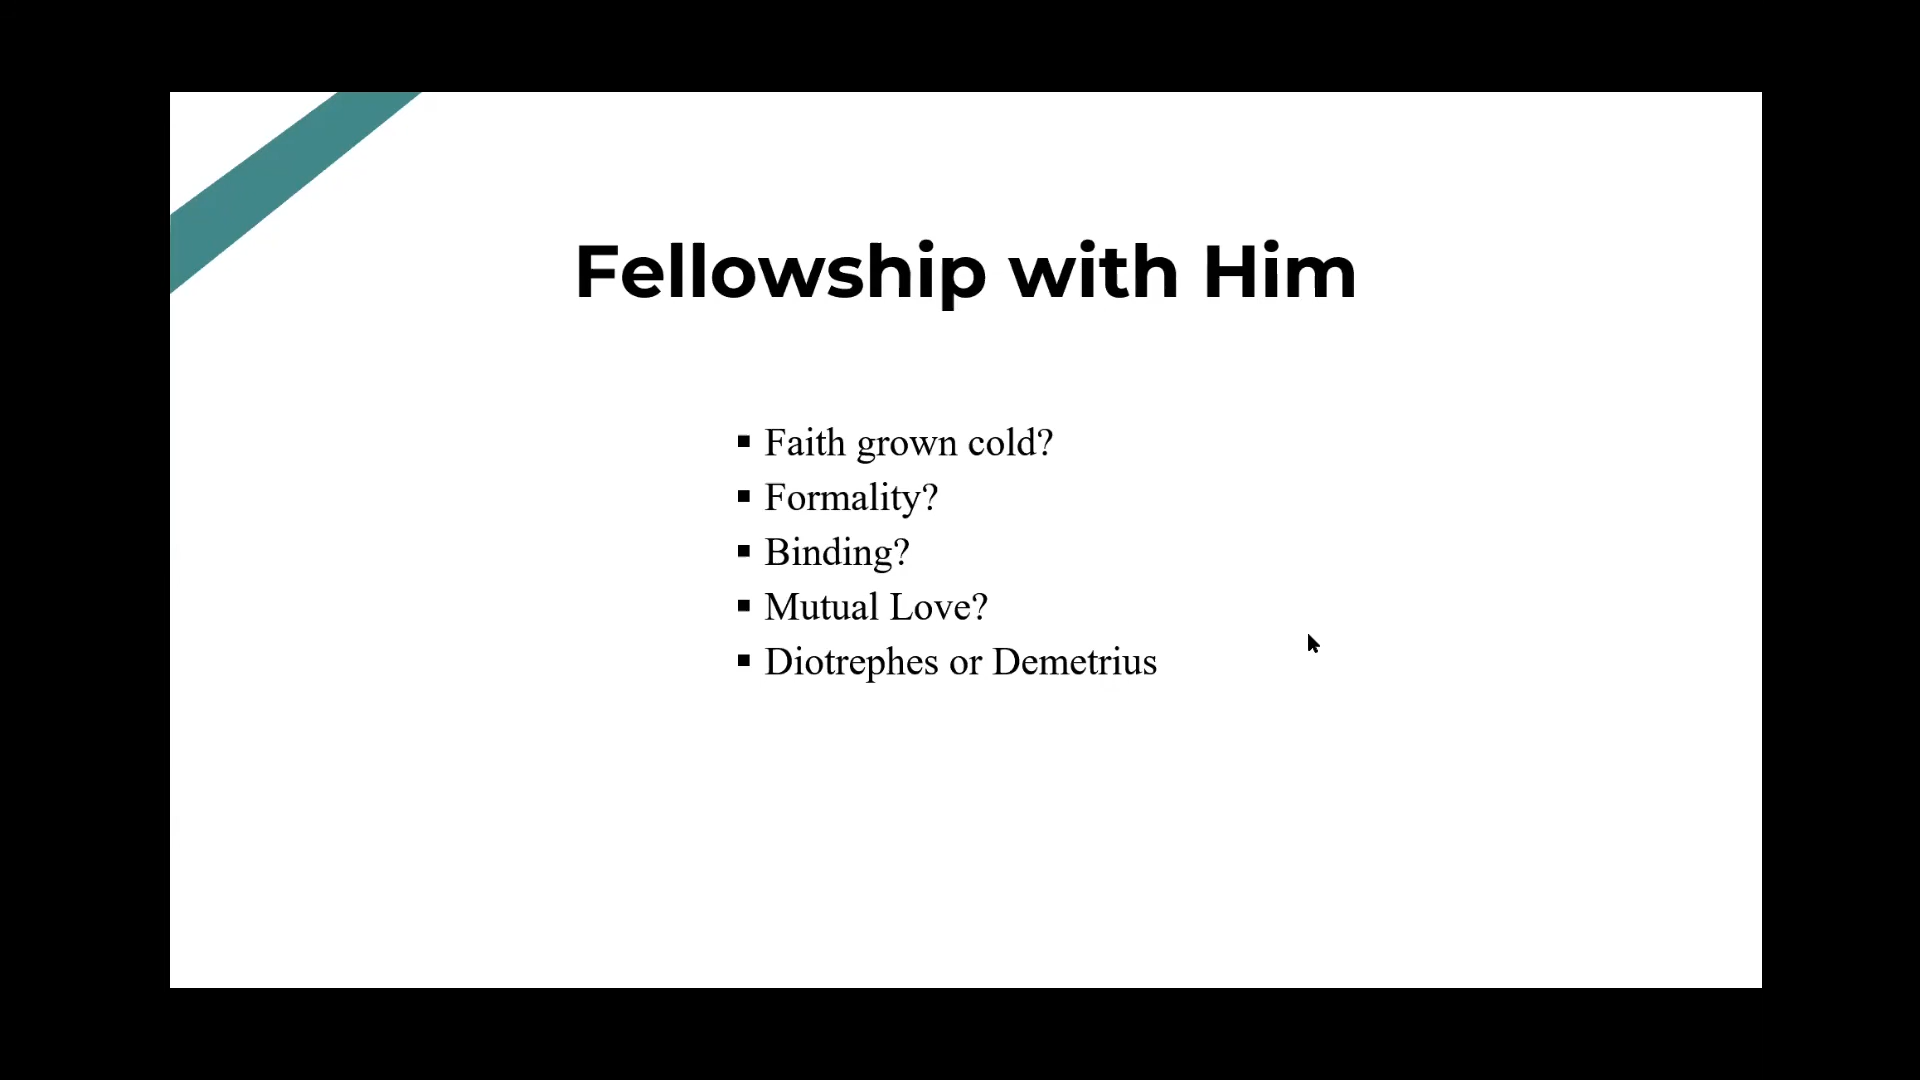 Fellowship with Him
▪ Faith grown cold?
▪ Formality?
▪ Binding?
▪ Mutual Love?
▪ Diotrephes or Demetrius